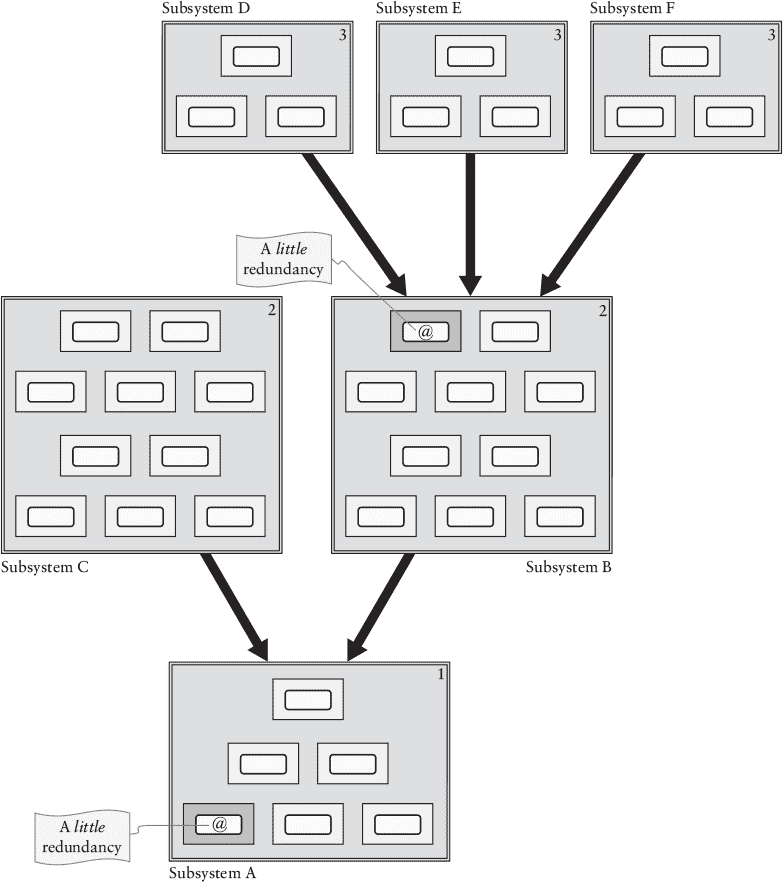 Subsystem D
Subsystem E
Subsystem F
3
3
3
A little
redundancy
2
2
@
Subsystem C
Subsystem B
1
@
A little
redundancy
Subsystem A